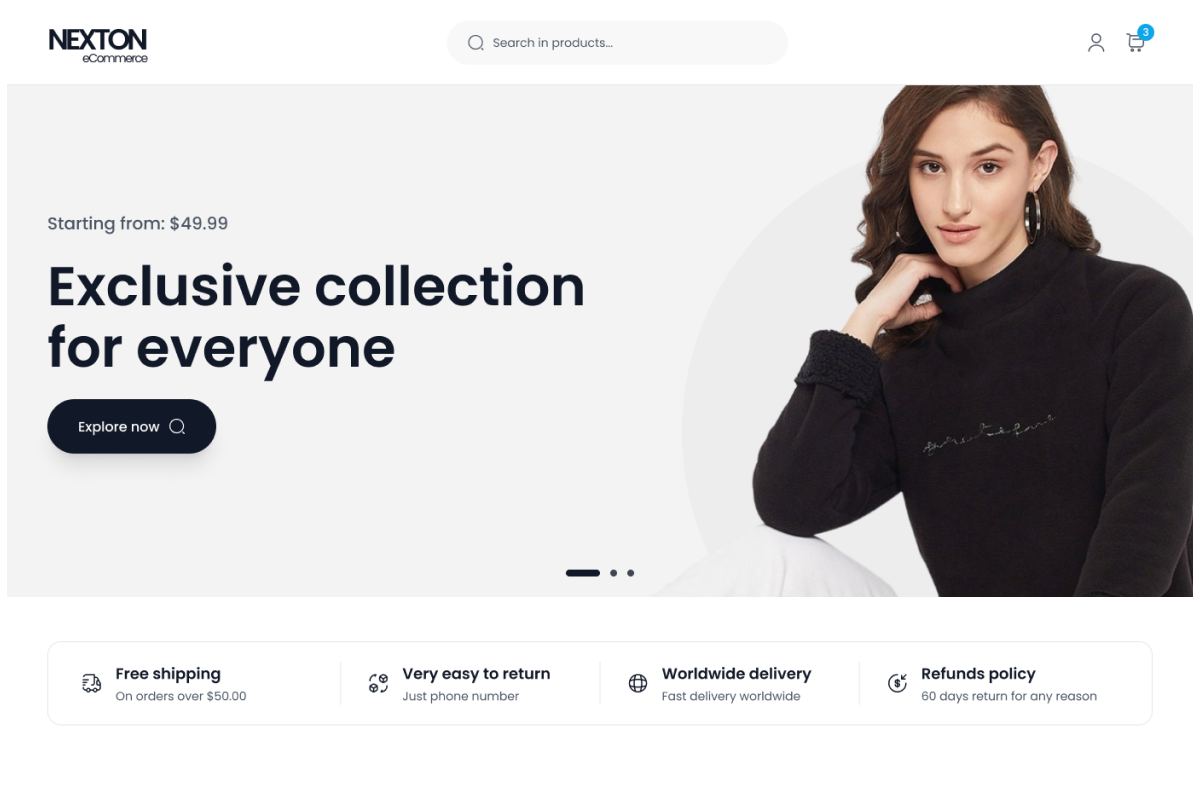 NEXTON
eCommerce
Search in products...
3
Starting from: $49.99
Exclusive collection
for everyone
Explore now
Free shipping
On orders over $50.00
Very easy to return
Just phone number
Worldwide delivery
Fast delivery worldwide
Refunds policy
60 days return for any reason